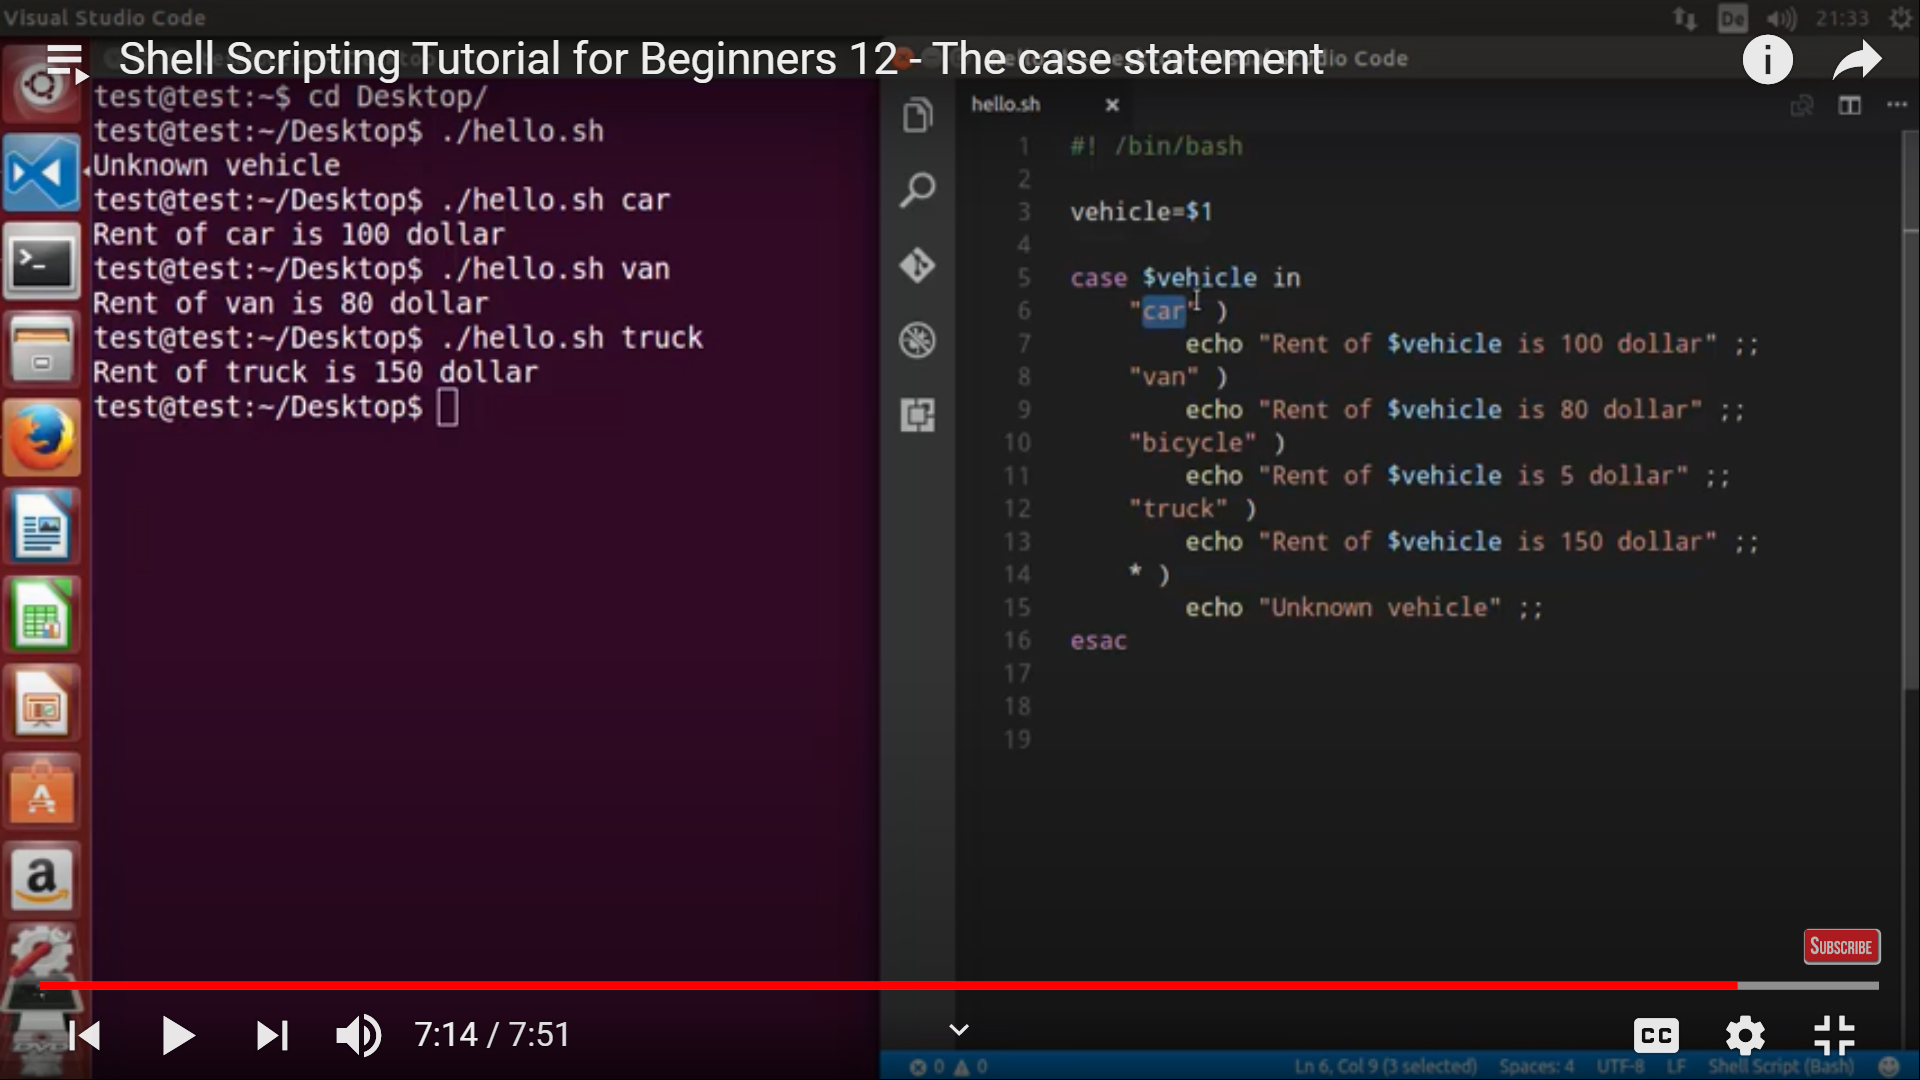 Visual Studio Code
De
21:33
Shell Scripting Tutorial for Beginners 12 - The case statement
Code
test@test:~$ cd Desktop/
test@test:~/Desktop$ ./hello.sh
Unknown vehicle
test@test:~/Desktop$ ./hello.sh car
Rent of car is 100 dollar
test@test:~/Desktop$ ./hello.sh van
Rent of van is 80 dollar
test@test:~/Desktop$ ./hello.sh truck
Rent of truck is 150 dollar
test@test:~/Desktop$
hello.sh
1 #! /bin/bash
2
3 vehicle=$1
4
5 case $vehicle in
6 "car" )
7 echo "Rent of $vehicle is 100 dollar" ;;
8 "van" )
9 echo "Rent of $vehicle is 80 dollar" ;;
10 "bicycle" )
11 echo "Rent of $vehicle is 5 dollar" ;;
12 "truck" )
13 echo "Rent of $vehicle is 150 dollar" ;;
14 * )
15 echo "Unknown vehicle" ;;
16 esac
17
18
19
SUBSCRIBE
7:14 / 7:51
CC
0 0
Ln 6, Col 9 (3 selected) Spaces: 4 UTF-8 LF Shell Script (Bash)